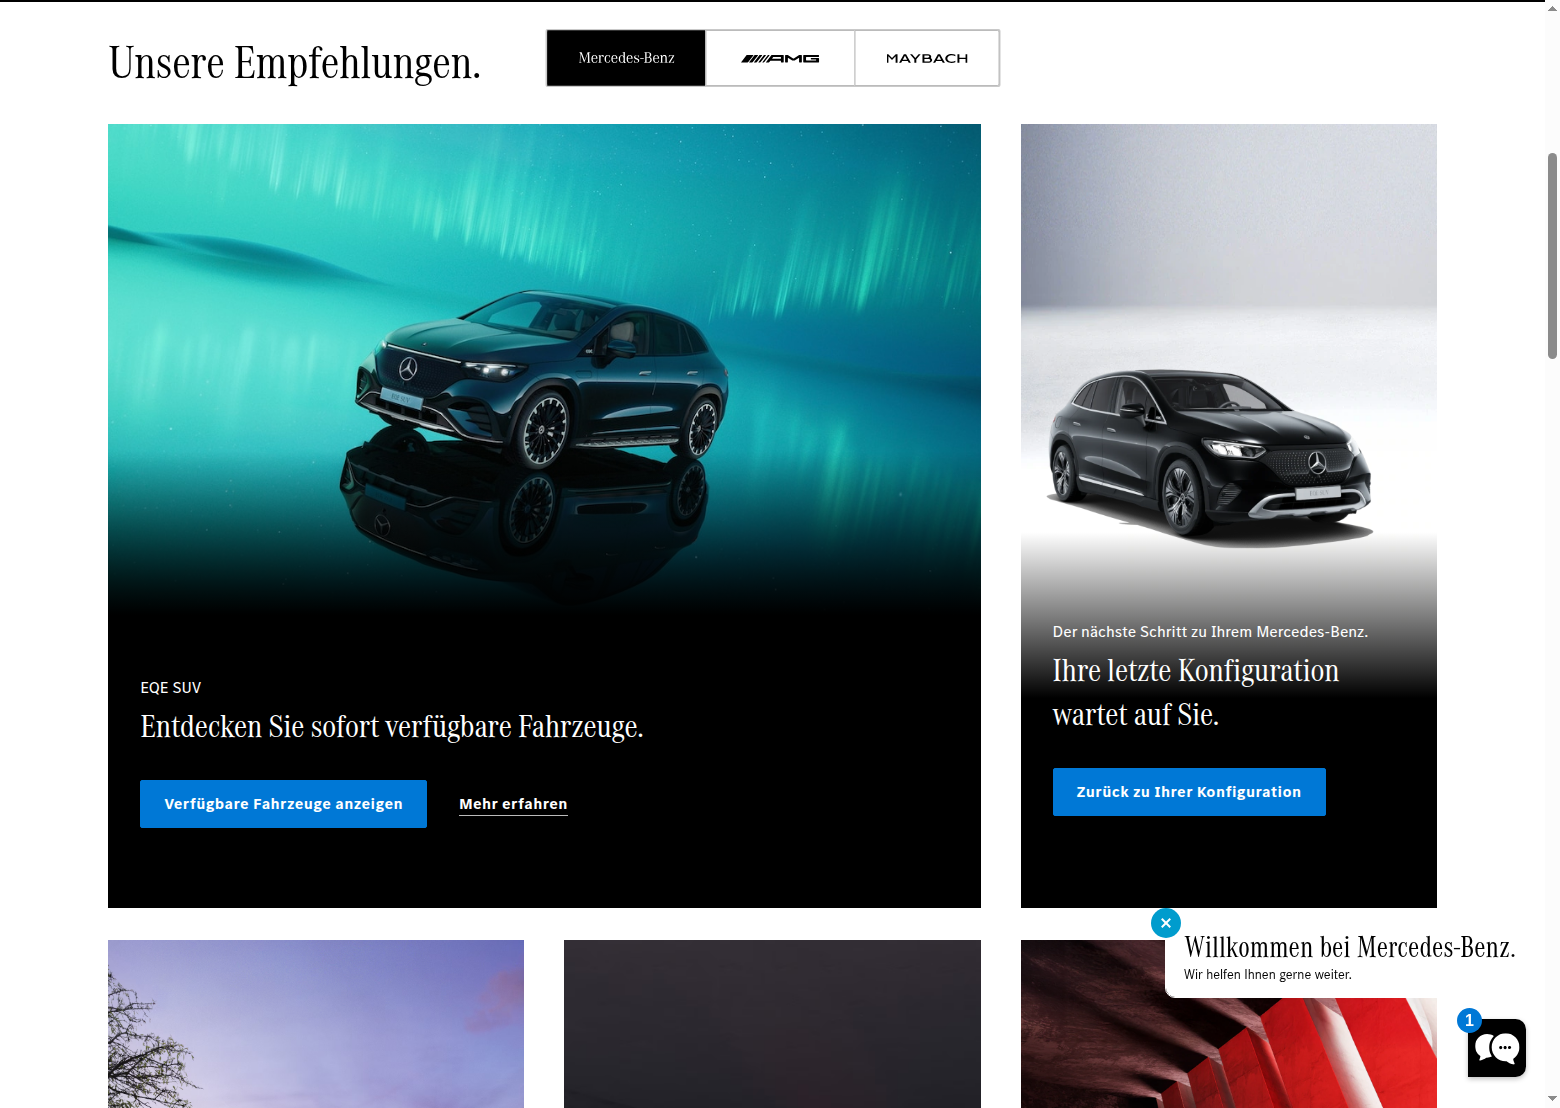 Unsere Empfehlungen.
Mercedes-Benz
AMG
MAYBACH
EQE SUV
Entdecken Sie sofort verfügbare Fahrzeuge.
Verfügbare Fahrzeuge anzeigen
Mehr erfahren
Der nächste Schritt zu Ihrem Mercedes-Benz.
Ihre letzte Konfiguration
wartet auf Sie.
Zurück zu Ihrer Konfiguration
Willkommen bei Mercedes-Benz.
Wir helfen Ihnen gerne weiter.
1